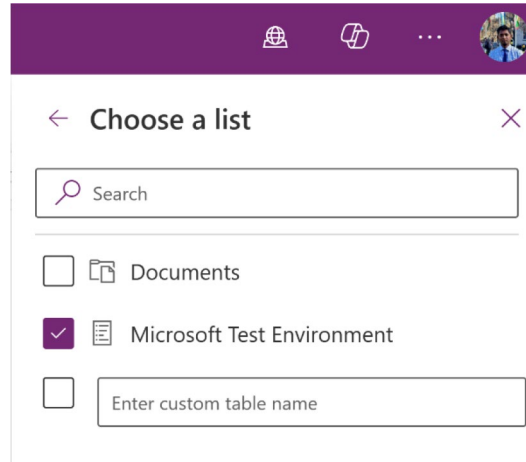 Choose a list
Search
Documents
Microsoft Test Environment
Enter custom table name